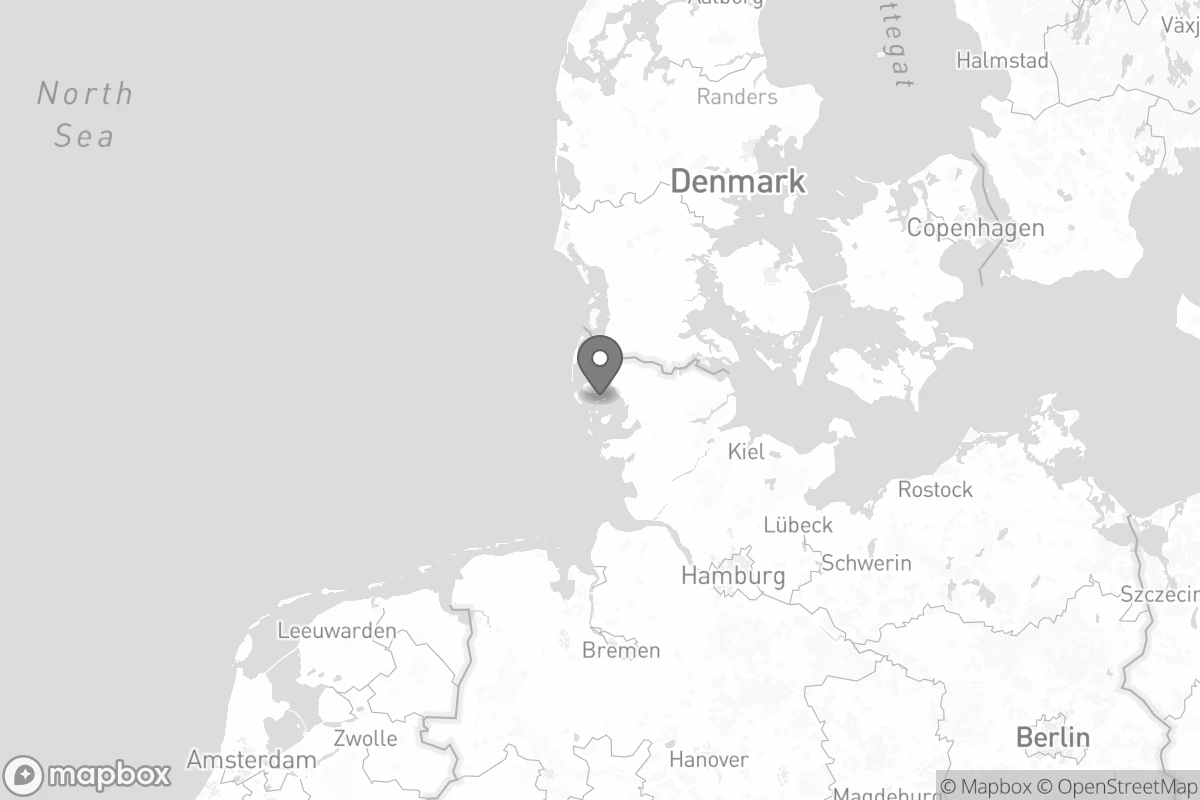 Aalborg
ttegat
Växj
Halmstad
North
Sea
Randers
Denmark
Copenhagen
Kiel
Rostock
Lübeck
Schwerin
Hamburg
Szczecin
Leeuwarden
Bremen
Zwolle
Amsterdam
Hanover
Berlin
mapbox
Magdeburg
© Mapbox © OpenStreetMap